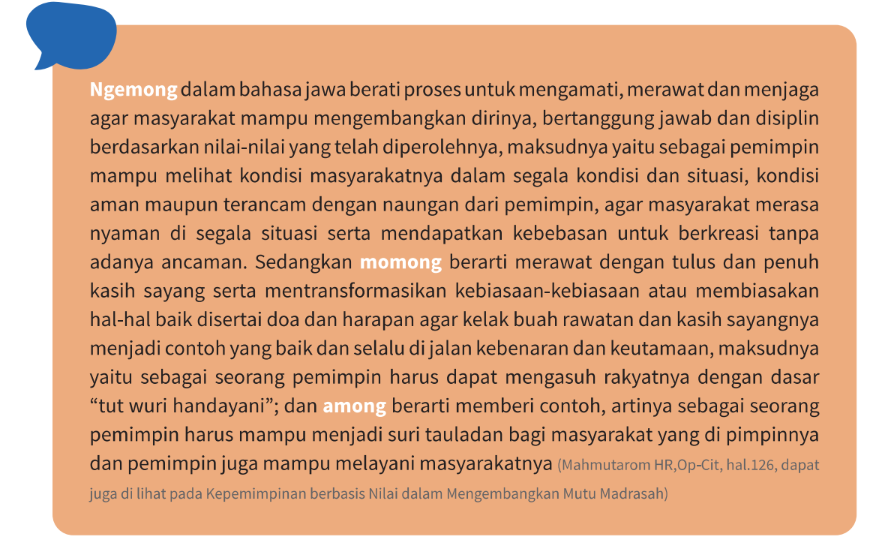 Ngemong dalam bahasa jawa berati proses untuk mengamati, merawat dan menjaga
agar masyarakat mampu mengembangkan dirinya, bertanggung jawab dan disiplin
berdasarkan nilai-nilai yang telah diperolehnya, maksudnya yaitu sebagai pemimpin
mampu melihat kondisi masyarakatnya dalam segala kondisi dan situasi, kondisi
aman maupun terancam dengan naungan dari pemimpin, agar masyarakat merasa
nyaman di segala situasi serta mendapatkan kebebasan untuk berkreasi tanpa
adanya ancaman. Sedangkan momong berarti merawat dengan tulus dan penuh
kasih sayang serta mentransformasikan kebiasaan-kebiasaan atau membiasakan
hal-hal baik disertai doa dan harapan agar kelak buah rawatan dan kasih sayangnya
menjadi contoh yang baik dan selalu di jalan kebenaran dan keutamaan, maksudnya
yaitu sebagai seorang pemimpin harus dapat mengasuh rakyatnya dengan dasar
“tut wuri handayani”; dan among berarti memberi contoh, artinya sebagai seorang
pemimpin harus mampu menjadi suri tauladan bagi masyarakat yang di pimpinnya
dan pemimpin juga mampu melayani masyarakatnya (Mahmutarom HR,Op-Cit, hal.126, dapat
juga di lihat pada Kepemimpinan berbasis Nilai dalam Mengembangkan Mutu Madrasah)